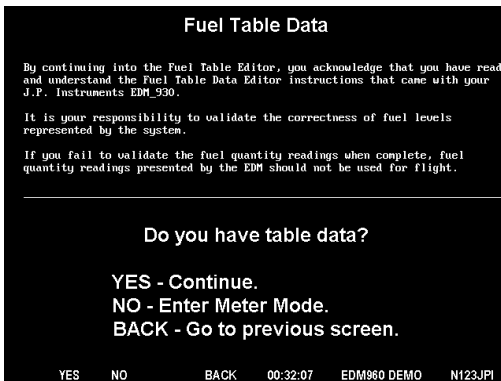 Fuel Table Data
By continuing into the Fuel Table Editor, you acknowledge that you have read
and understand the Fuel Table Data Editor instructions that came with your
J.P. Instruments EDM_930.
It is your responsibility to validate the correctness of fuel levels
represented by the system.
If you fail to validate the fuel quantity readings when complete, fuel
quantity readings presented by the EDM should not be used for flight.
Do you have table data?
YES - Continue.
NO - Enter Meter Mode.
BACK - Go to previous screen.
YES NO BACK 00:32:07 EDM960 DEMO N123JPI